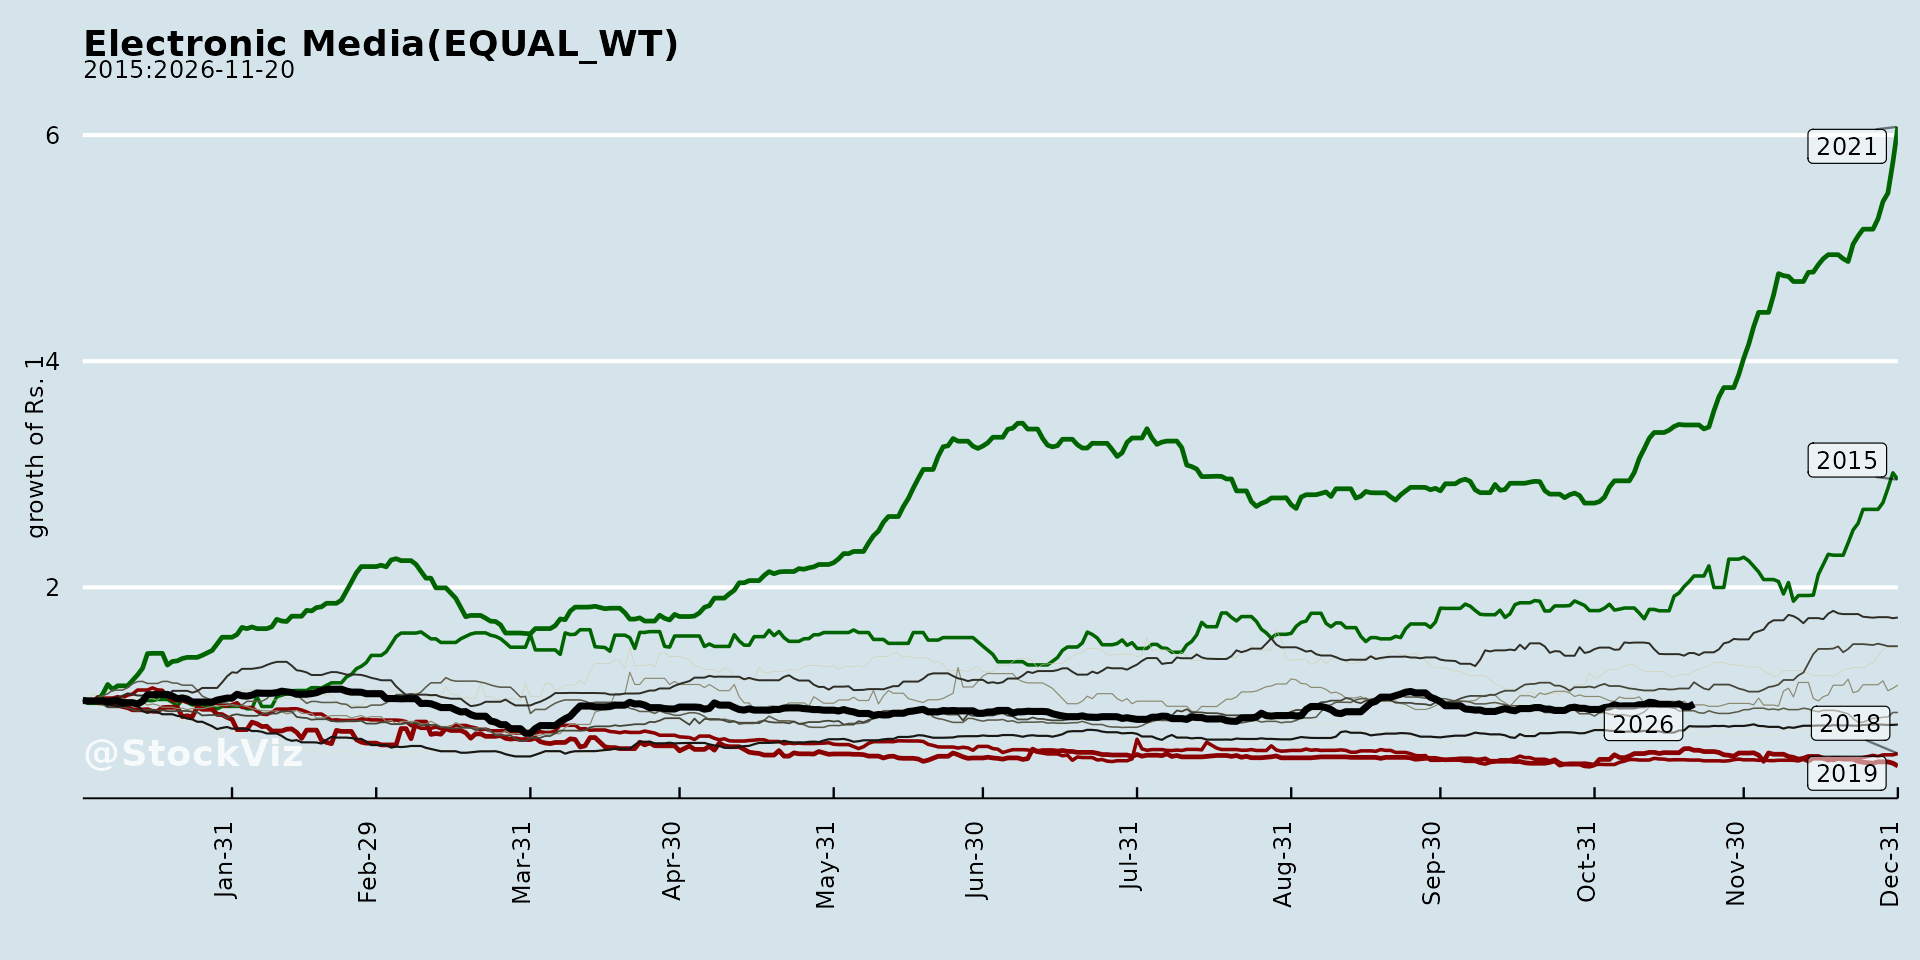 Electronic Media(EQUAL_WT)
2015:2026-11-20
growth of Rs. 1
6
4
2
2021
2015
2026
2018
2019
@StockViz
Jan-31
Feb-29
Mar-31
Apr-30
May-31
Jun-30
Jul-31
Aug-31
Sep-30
Oct-31
Nov-30
Dec-31